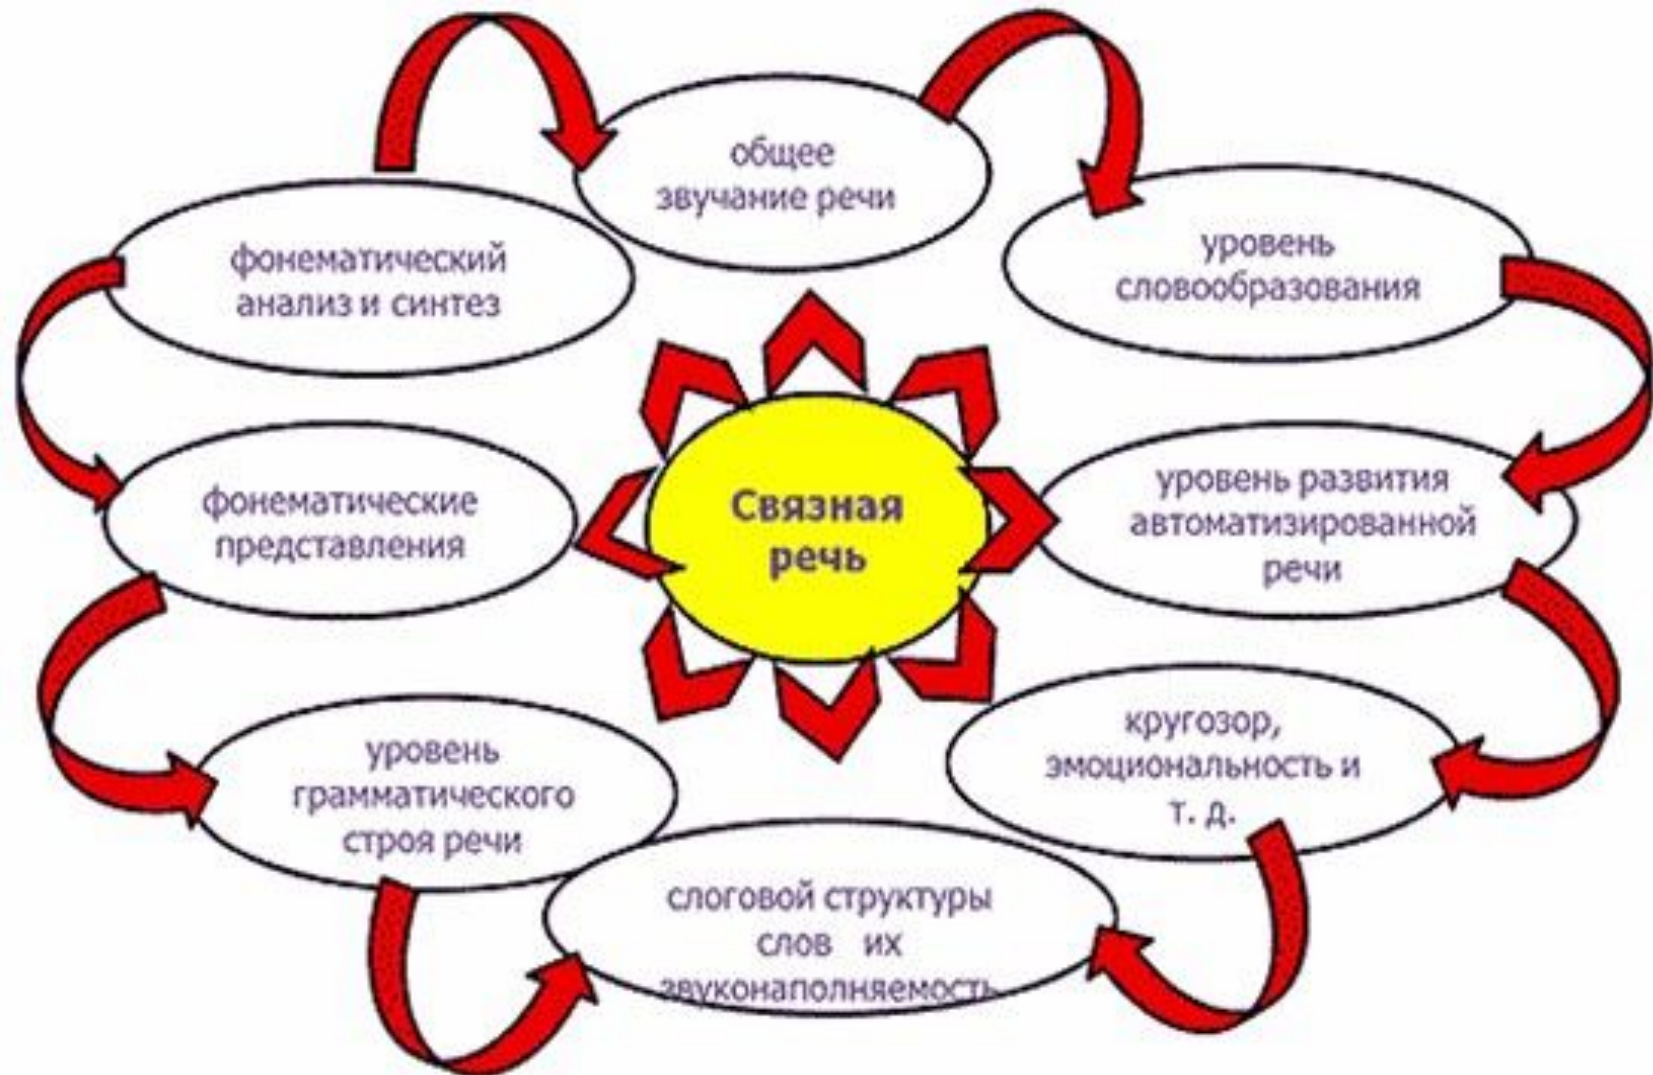 общее
звучание речи
фонематический
анализ и синтез
уровень
словообразования
фонематические
представления
Связная
речь
уровень развития
автоматизированной
речи
уровень
грамматического
строя речи
кругозор,
эмоциональность и
т. д.
слоговой структуры
слов их
звуконаполняемость